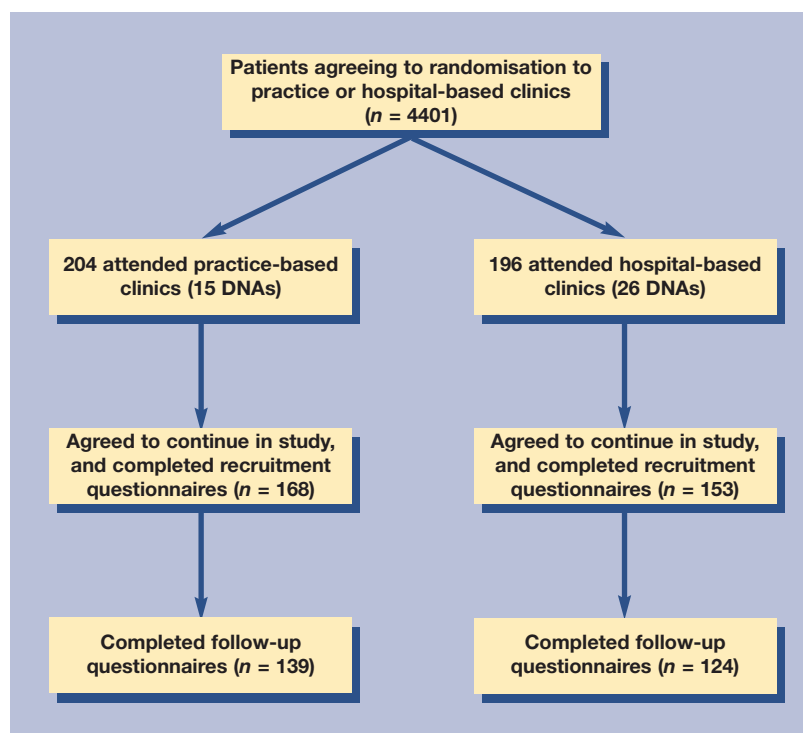 Patients agreeing to randomisation to
practice or hospital-based clinics
(n = 4401)
204 attended practice-based
clinics (15 DNAs)
196 attended hospital-based
clinics (26 DNAs)
Agreed to continue in study,
and completed recruitment
questionnaires (n = 168)
Agreed to continue in study,
and completed recruitment
questionnaires (n = 153)
Completed follow-up
questionnaires (n = 139)
Completed follow-up
questionnaires (n = 124)